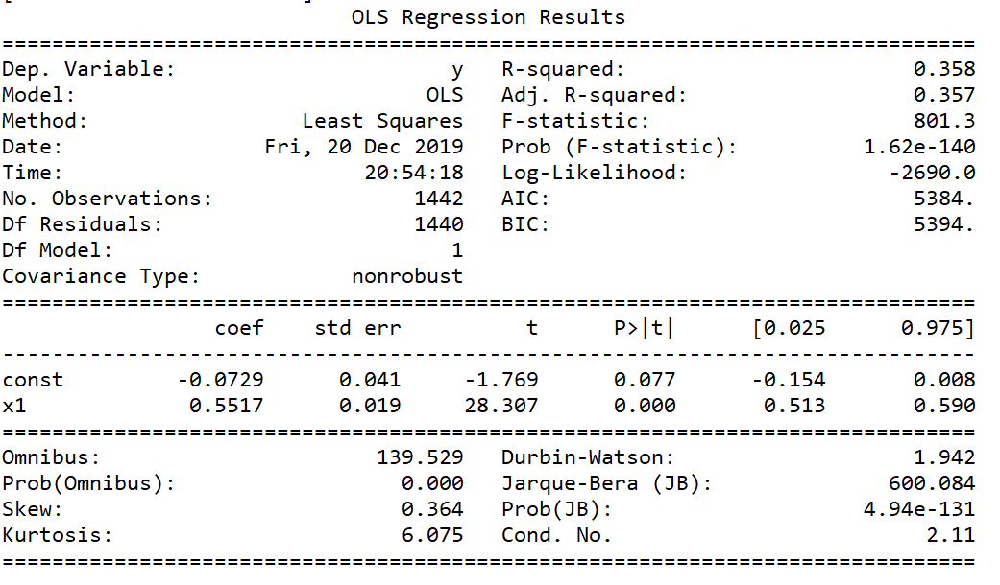 OLS Regression Results
==============================================================================
Dep. Variable:                      y   R-squared:                       0.358
Model:                            OLS   Adj. R-squared:                  0.357
Method:                 Least Squares   F-statistic:                     801.3
Date:                Fri, 20 Dec 2019   Prob (F-statistic):          1.62e-140
Time:                        20:54:18   Log-Likelihood:                -2690.0
No. Observations:                1442   AIC:                             5384.
Df Residuals:                    1440   BIC:                             5394.
Df Model:                           1
Covariance Type:            nonrobust
==============================================================================
                 coef    std err          t      P>|t|      [0.025      0.975]
------------------------------------------------------------------------------
const         -0.0729      0.041     -1.769      0.077      -0.154       0.008
x1             0.5517      0.019     28.307      0.000       0.513       0.590
==============================================================================
Omnibus:                      139.529   Durbin-Watson:                   1.942
Prob(Omnibus):                  0.000   Jarque-Bera (JB):              600.084
Skew:                           0.364   Prob(JB):                    4.94e-131
Kurtosis:                       6.075   Cond. No.                         2.11
==============================================================================